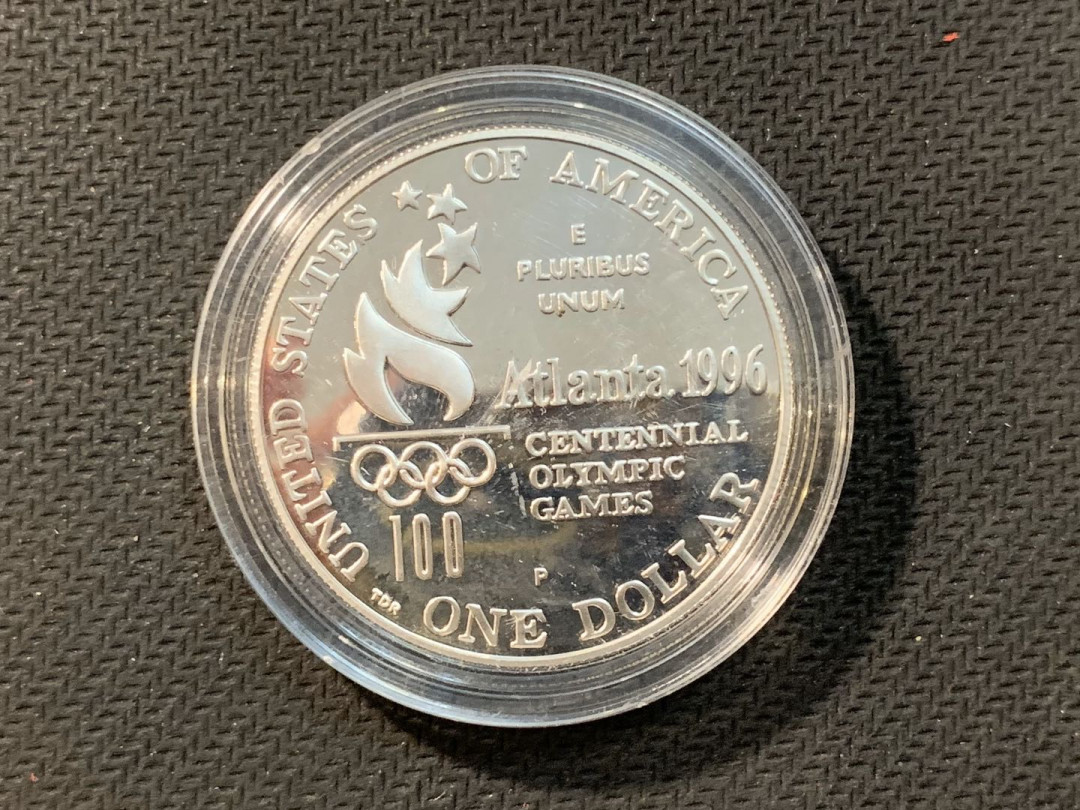 UNITED STATES OF AMERICA
E
PLURIBUS
UNUM
Atlanta 1996
CENTENNIAL
OLYMPIC
GAMES
100
P
TDR
ONE DOLLAR